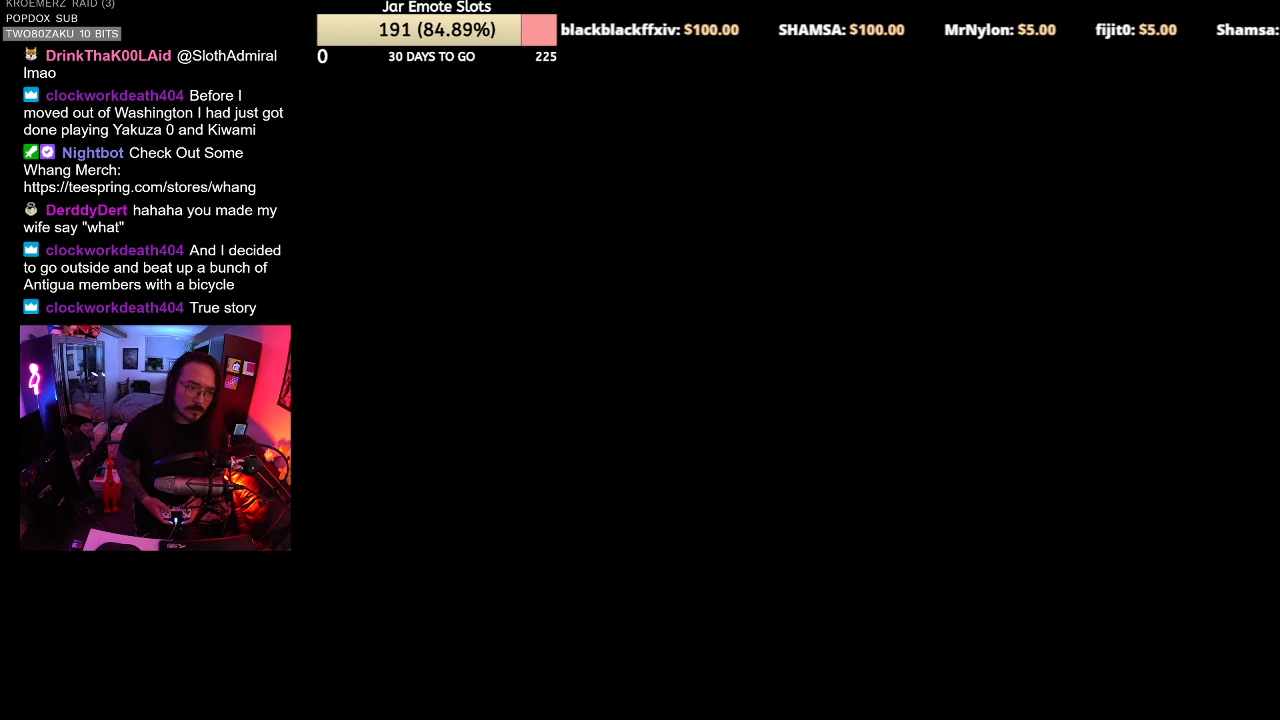 KROEMERZ RAID (3)
POPDOX SUB
TWO80ZAKU 10 BITS
DrinkThaK00LAid @SlothAdmiral
lmao
clockworkdeath404 Before I
moved out of Washington I had just got
done playing Yakuza 0 and Kiwami
Nightbot Check Out Some
Whang Merch:
https://teespring.com/stores/whang
DerddyDert hahaha you made my
wife say "what"
clockworkdeath404 And I decided
to go outside and beat up a bunch of
Antigua members with a bicycle
clockworkdeath404 True story
Jar Emote Slots
191 (84.89%)
0 30 DAYS TO GO 225
blackblackffxiv: $100.00 SHAMSA: $100.00 MrNylon: $5.00 fijit0: $5.00 Shamsa: